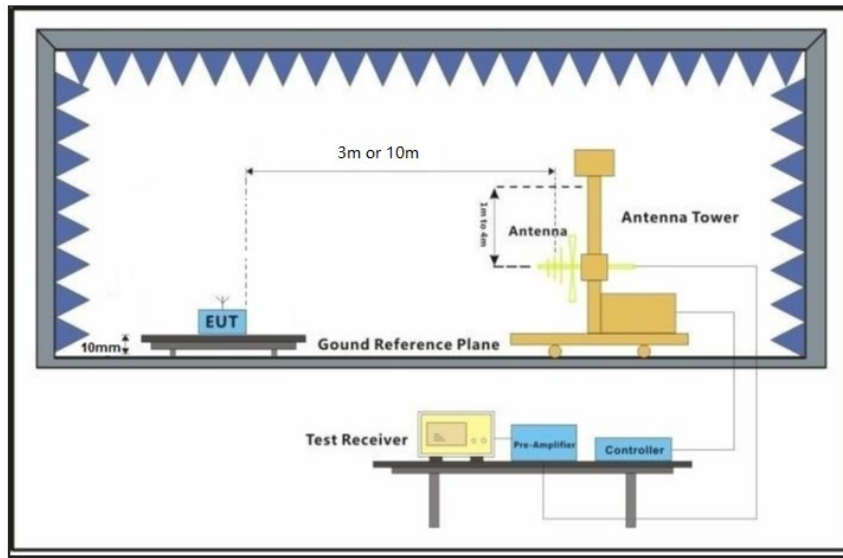 3m or 10m
1m to 4m
Antenna
Antenna Tower
EUT
10mm
Gound Reference Plane
Test Receiver
Pre-Amplifier
Controller